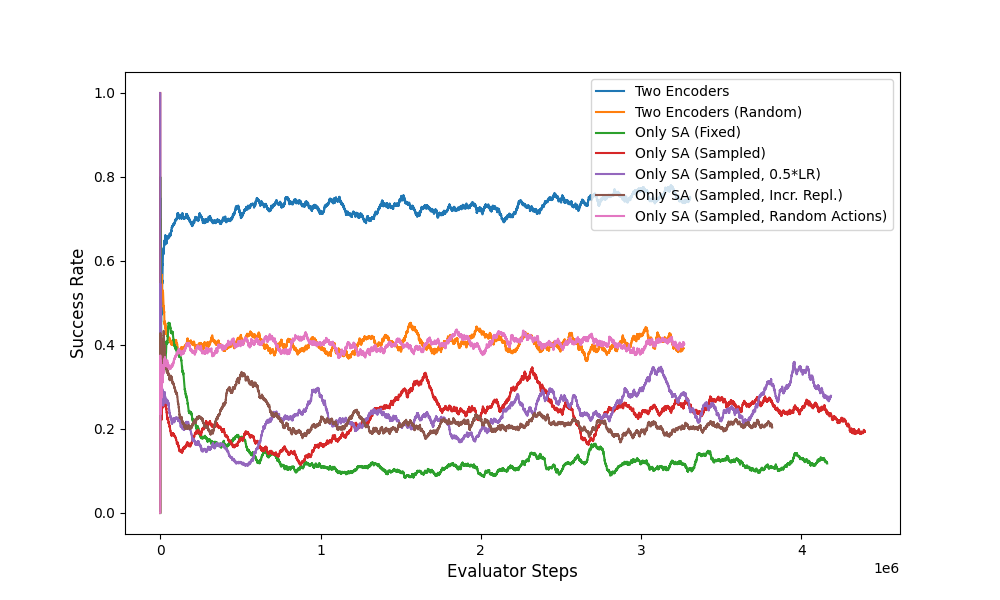 Two Encoders
Two Encoders (Random)
Only SA (Fixed)
Only SA (Sampled)
Only SA (Sampled, 0.5*LR)
Only SA (Sampled, Incr. Repl.)
Only SA (Sampled, Random Actions)
1.0
0.8
0.6
0.4
0.2
0.0
Success Rate
0 1 2 3 4
1e6
Evaluator Steps